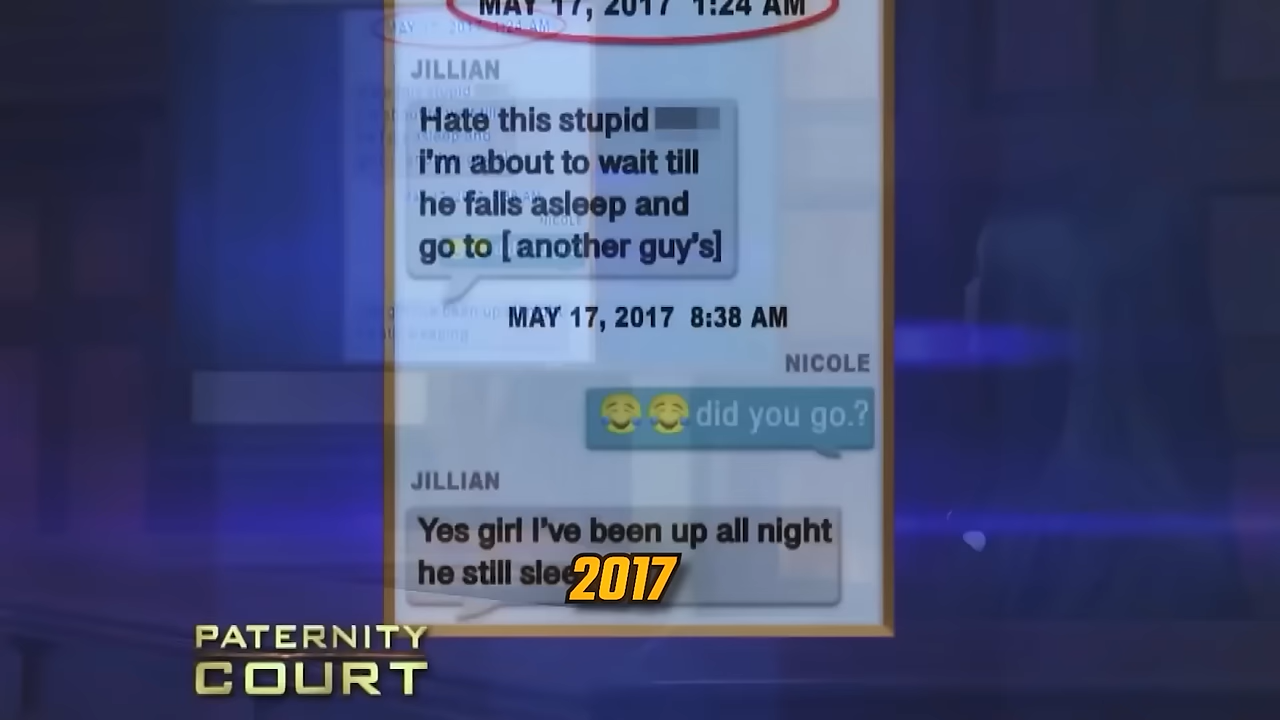 MAY 17, 2017 1:24 AM
JILLIAN
Hate this stupid
i'm about to wait till
he falls asleep and
go to [another guy's]
MAY 17, 2017 8:38 AM
NICOLE
😂😂 did you go.?
JILLIAN
Yes girl I've been up all night
he still
2017
PATERNITY
COURT